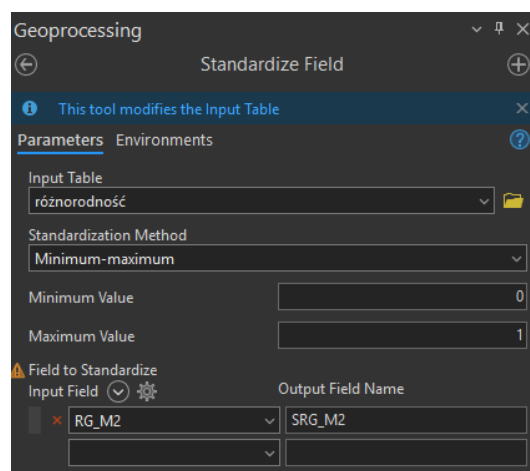 Geoprocessing
Standardize Field
This tool modifies the Input Table
Parameters Environments
Input Table
różnorodność
Standardization Method
Minimum-maximum
Minimum Value 0
Maximum Value 1
Field to Standardize
Input Field Output Field Name
RG_M2 SRG_M2